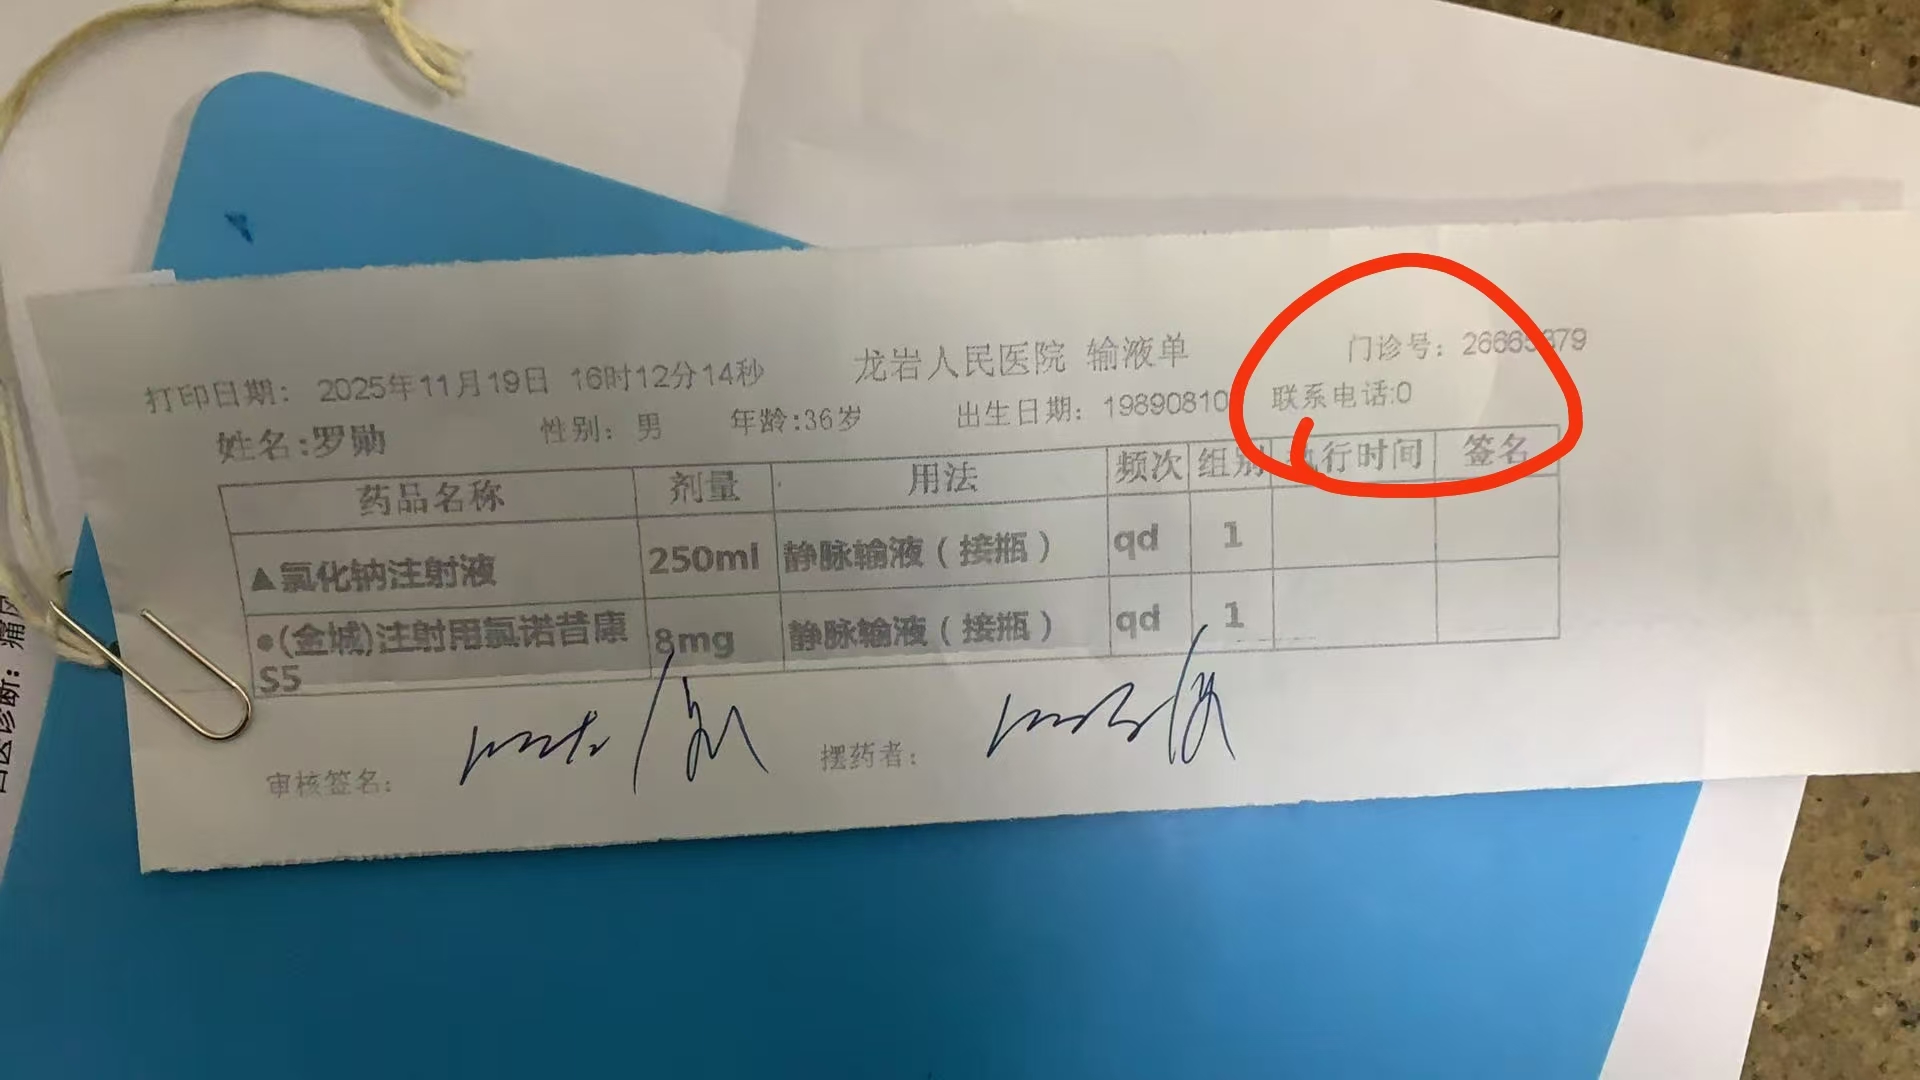 龙岩人民医院 输液单
门诊号：
打印日期： 2025年11月19日 16时12分14秒
姓名:罗勋 性别：男 年龄:36岁 出生日期：19890810 联系电话:0
药品名称 剂量 用法 频次 组别 执行时间 签名
▲氯化钠注射液 250ml 静脉输液（接瓶） qd 1
●(金城)注射用氯诺昔康 8mg 静脉输液（接瓶） qd 1
S5
审核签名： 摆药者：
西医诊断：